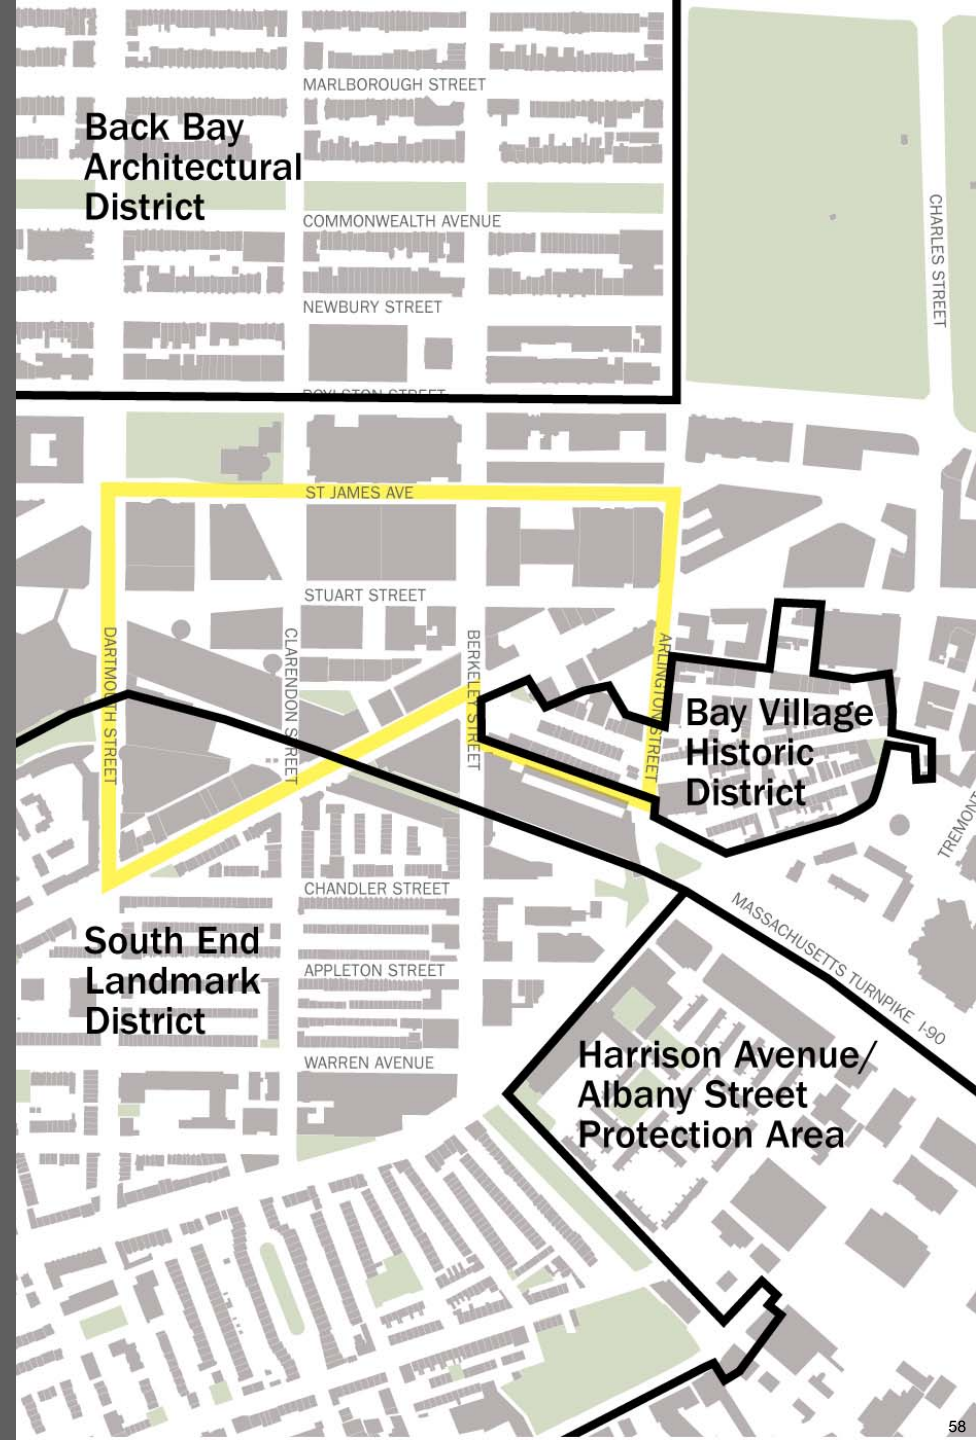 MARLBOROUGH STREET
Back Bay
Architectural
District
COMMONWEALTH AVENUE
CHARLES STREET
NEWBURY STREET
BOYLSTON STREET
ST JAMES AVE
STUART STREET
DARTMOUTH STREET
CLARENDON STREET
BERKELEY STREET
ARLINGTON STREET
Bay Village
Historic
District
TREMONT
CHANDLER STREET
MASSACHUSETTS TURNPIKE I-90
South End
Landmark
District
APPLETON STREET
WARREN AVENUE
Harrison Avenue/
Albany Street
Protection Area
58